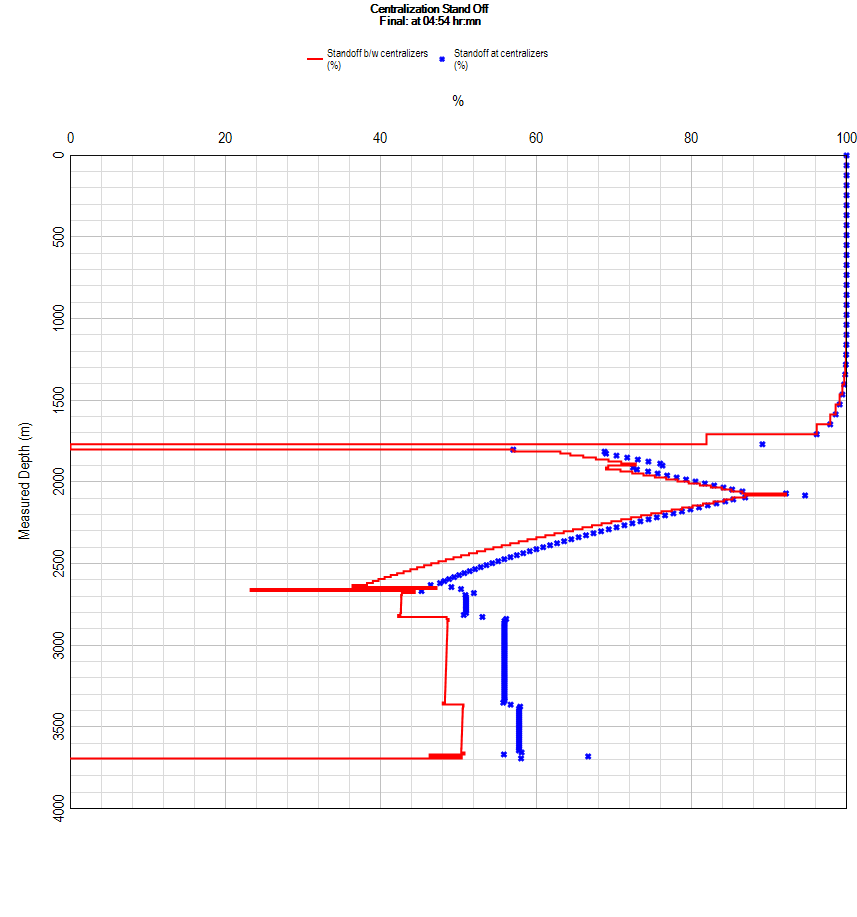 Centralization Stand Off
Final: at 04:54 hr:mn
Standoff b/w centralizers
(%)
Standoff at centralizers
(%)
%
0 20 40 60 80 100
0
500
1000
1500
2000
2500
3000
3500
4000
Measured Depth (m)